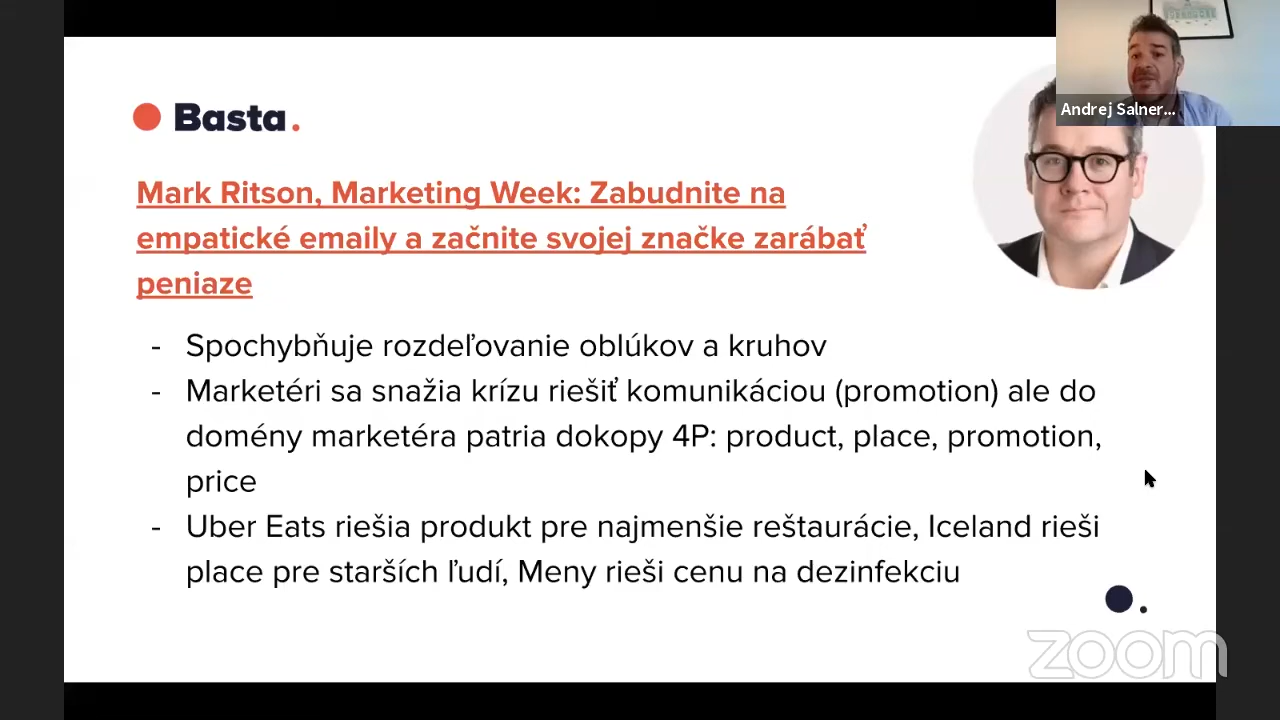 Andrej Salner...
Basta.
Mark Ritson, Marketing Week: Zabudnite na
empatické emaily a začnite svojej značke zarábať
peniaze
- Spochybňuje rozdeľovanie oblúkov a kruhov
- Marketéri sa snažia krízu riešiť komunikáciou (promotion) ale do
domény marketéra patria dokopy 4P: product, place, promotion,
price
- Uber Eats riešia produkt pre najmenšie reštaurácie, Iceland rieši
place pre starších ľudí, Meny rieši cenu na dezinfekciu
zoom